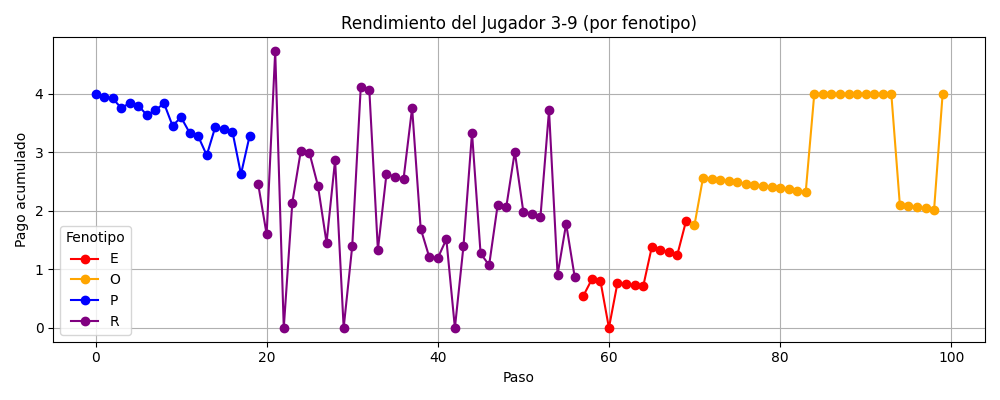 Rendimiento del Jugador 3-9 (por fenotipo)
Pago acumulado
4
3
2
1
0
Fenotipo
E
O
P
R
0 20 40 60 80 100
Paso